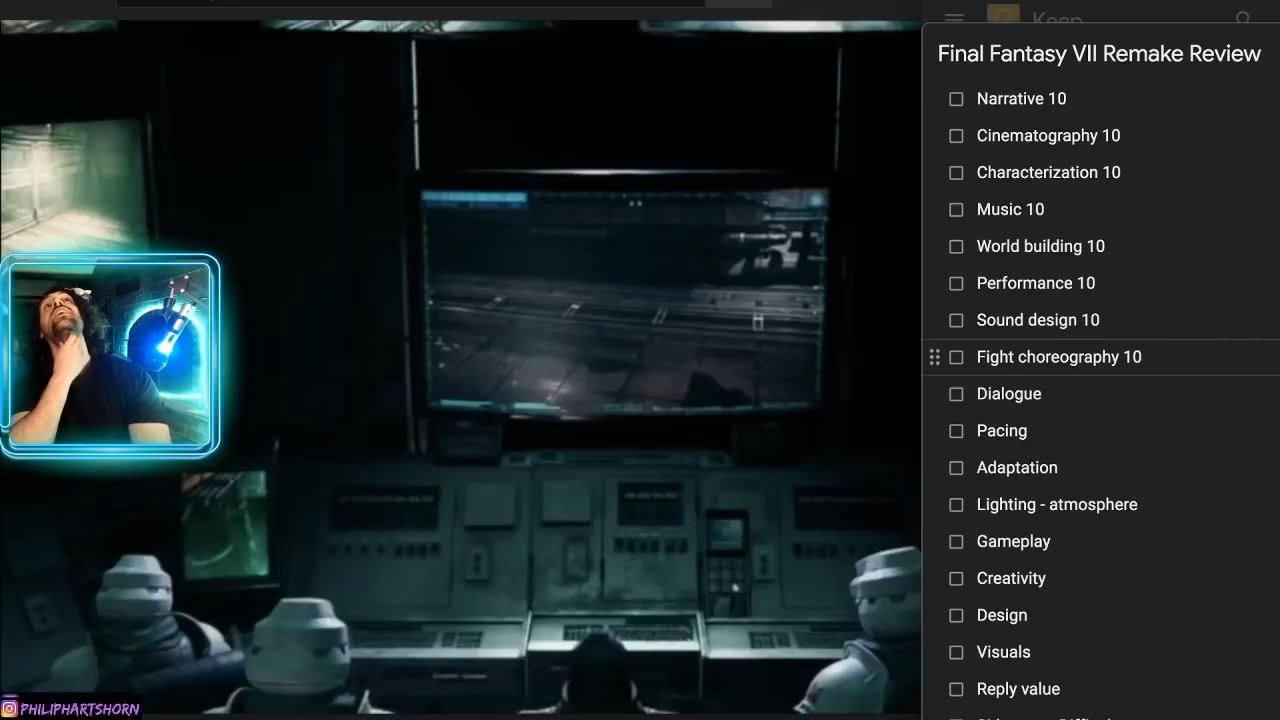 Keep
Final Fantasy VII Remake Review
Narrative 10
Cinematography 10
Characterization 10
Music 10
World building 10
Performance 10
Sound design 10
Fight choreography 10
Dialogue
Pacing
Adaptation
Lighting - atmosphere
Gameplay
Creativity
Design
Visuals
Reply value
PHILIPHARTSHORN